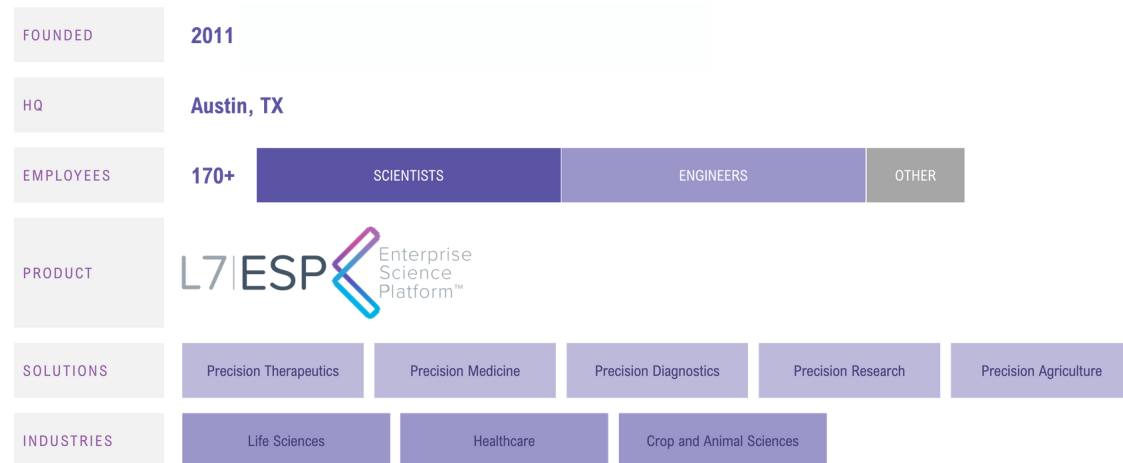 FOUNDED
2011
HQ
Austin, TX
EMPLOYEES
170+
SCIENTISTS
ENGINEERS
OTHER
PRODUCT
L7|ESP
Enterprise
Science
Platform™
SOLUTIONS
Precision Therapeutics
Precision Medicine
Precision Diagnostics
Precision Research
Precision Agriculture
INDUSTRIES
Life Sciences
Healthcare
Crop and Animal Sciences